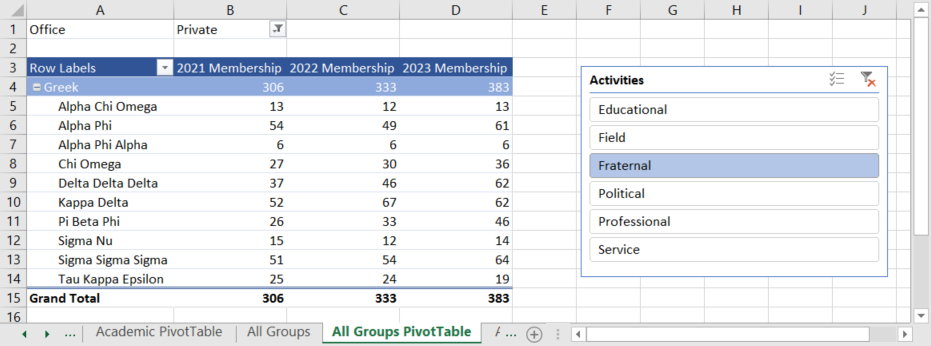 A B C D E F G H I J
1 Office Private
2
3 Row Labels 2021 Membership 2022 Membership 2023 Membership
4 Greek 306 333 383
5 Alpha Chi Omega 13 12 13
6 Alpha Phi 54 49 61
7 Alpha Phi Alpha 6 6 6
8 Chi Omega 27 30 36
9 Delta Delta Delta 37 46 62
10 Kappa Delta 52 67 62
11 Pi Beta Phi 26 33 46
12 Sigma Nu 15 12 14
13 Sigma Sigma Sigma 51 54 64
14 Tau Kappa Epsilon 25 24 19
15 Grand Total 306 333 383
16
Activities
Educational
Field
Fraternal
Political
Professional
Service
... Academic PivotTable All Groups All Groups PivotTable ...